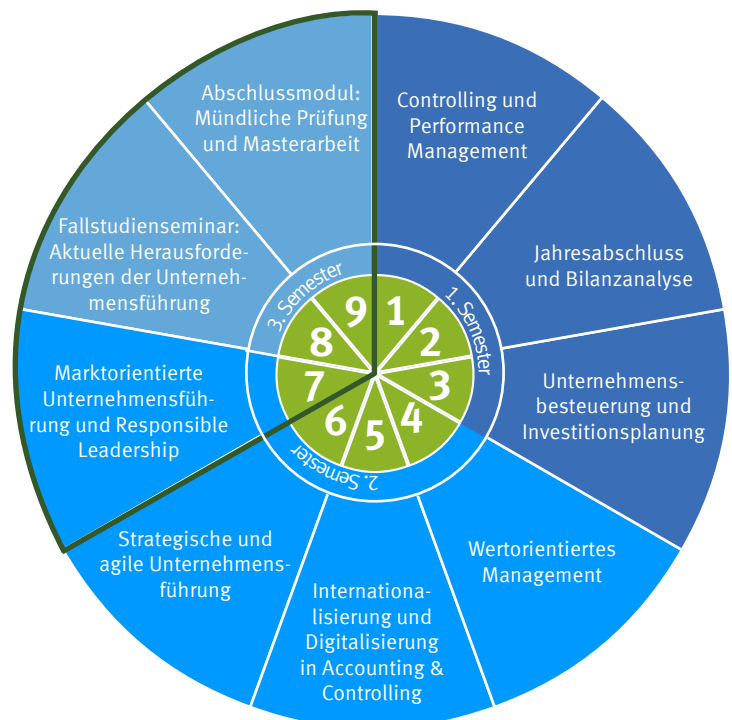 Controlling und
Performance
Management
Jahresabschluss
und Bilanzanalyse
Unternehmens-
besteuerung und
Investitionsplanung
Wertorientiertes
Management
Internationa-
lisierung und
Digitalisierung
in Accounting &
Controlling
Strategische und
agile Unternehmens-
führung
Marktorientierte
Unternehmensfüh-
rung und Responsible
Leadership
Fallstudienseminar:
Aktuelle Herausforde-
rungen der Unterneh-
mensführung
Abschlussmodul:
Mündliche Prüfung
und Masterarbeit
1. Semester
2. Semester
3. Semester
1
2
3
4
5
6
7
8
9